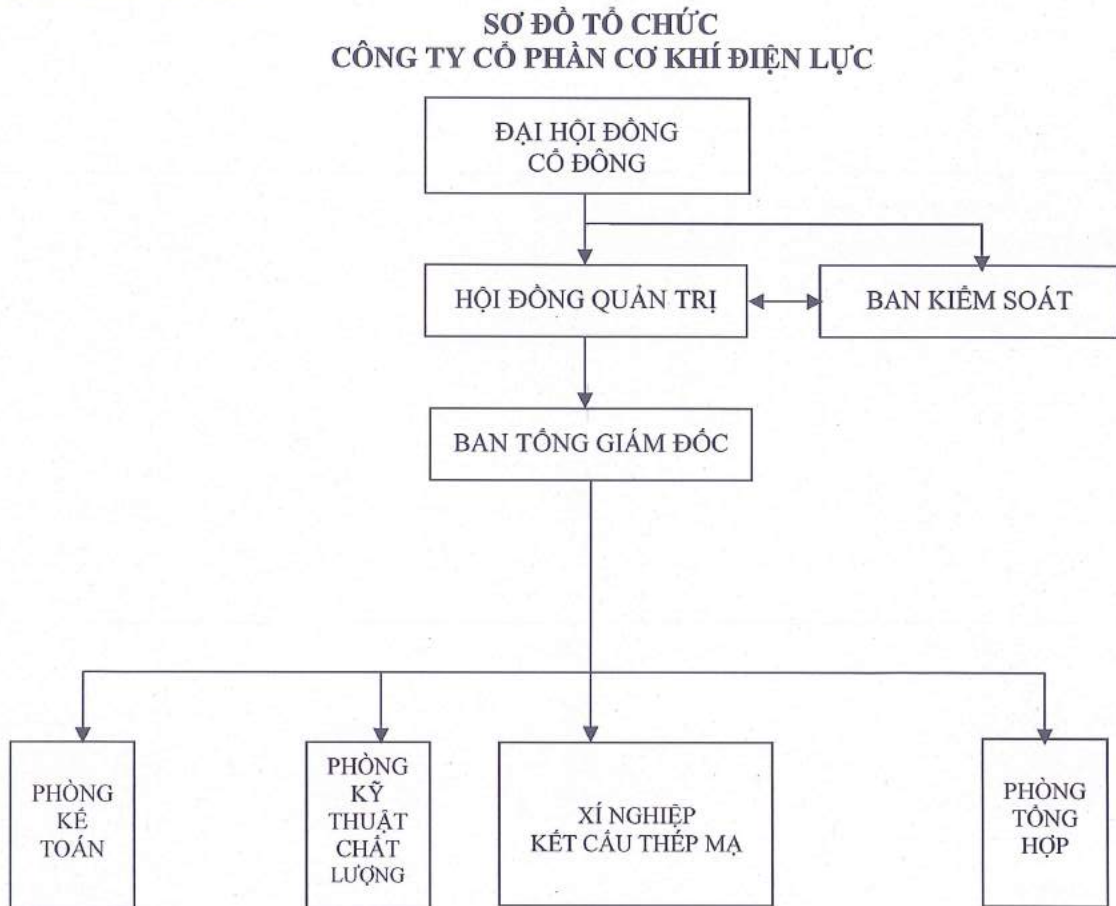 SƠ ĐỒ TỔ CHỨC
CÔNG TY CỔ PHẦN CƠ KHÍ ĐIỆN LỰC
ĐẠI HỘI ĐỒNG
CỔ ĐÔNG
HỘI ĐỒNG QUẢN TRỊ
BAN KIỂM SOÁT
BAN TỔNG GIÁM ĐỐC
PHÒNG
KẾ
TOÁN
PHÒNG
KỸ
THUẬT
CHẤT
LƯỢNG
XÍ NGHIỆP
KẾT CẤU THÉP MẠ
PHÒNG
TỔNG
HỢP